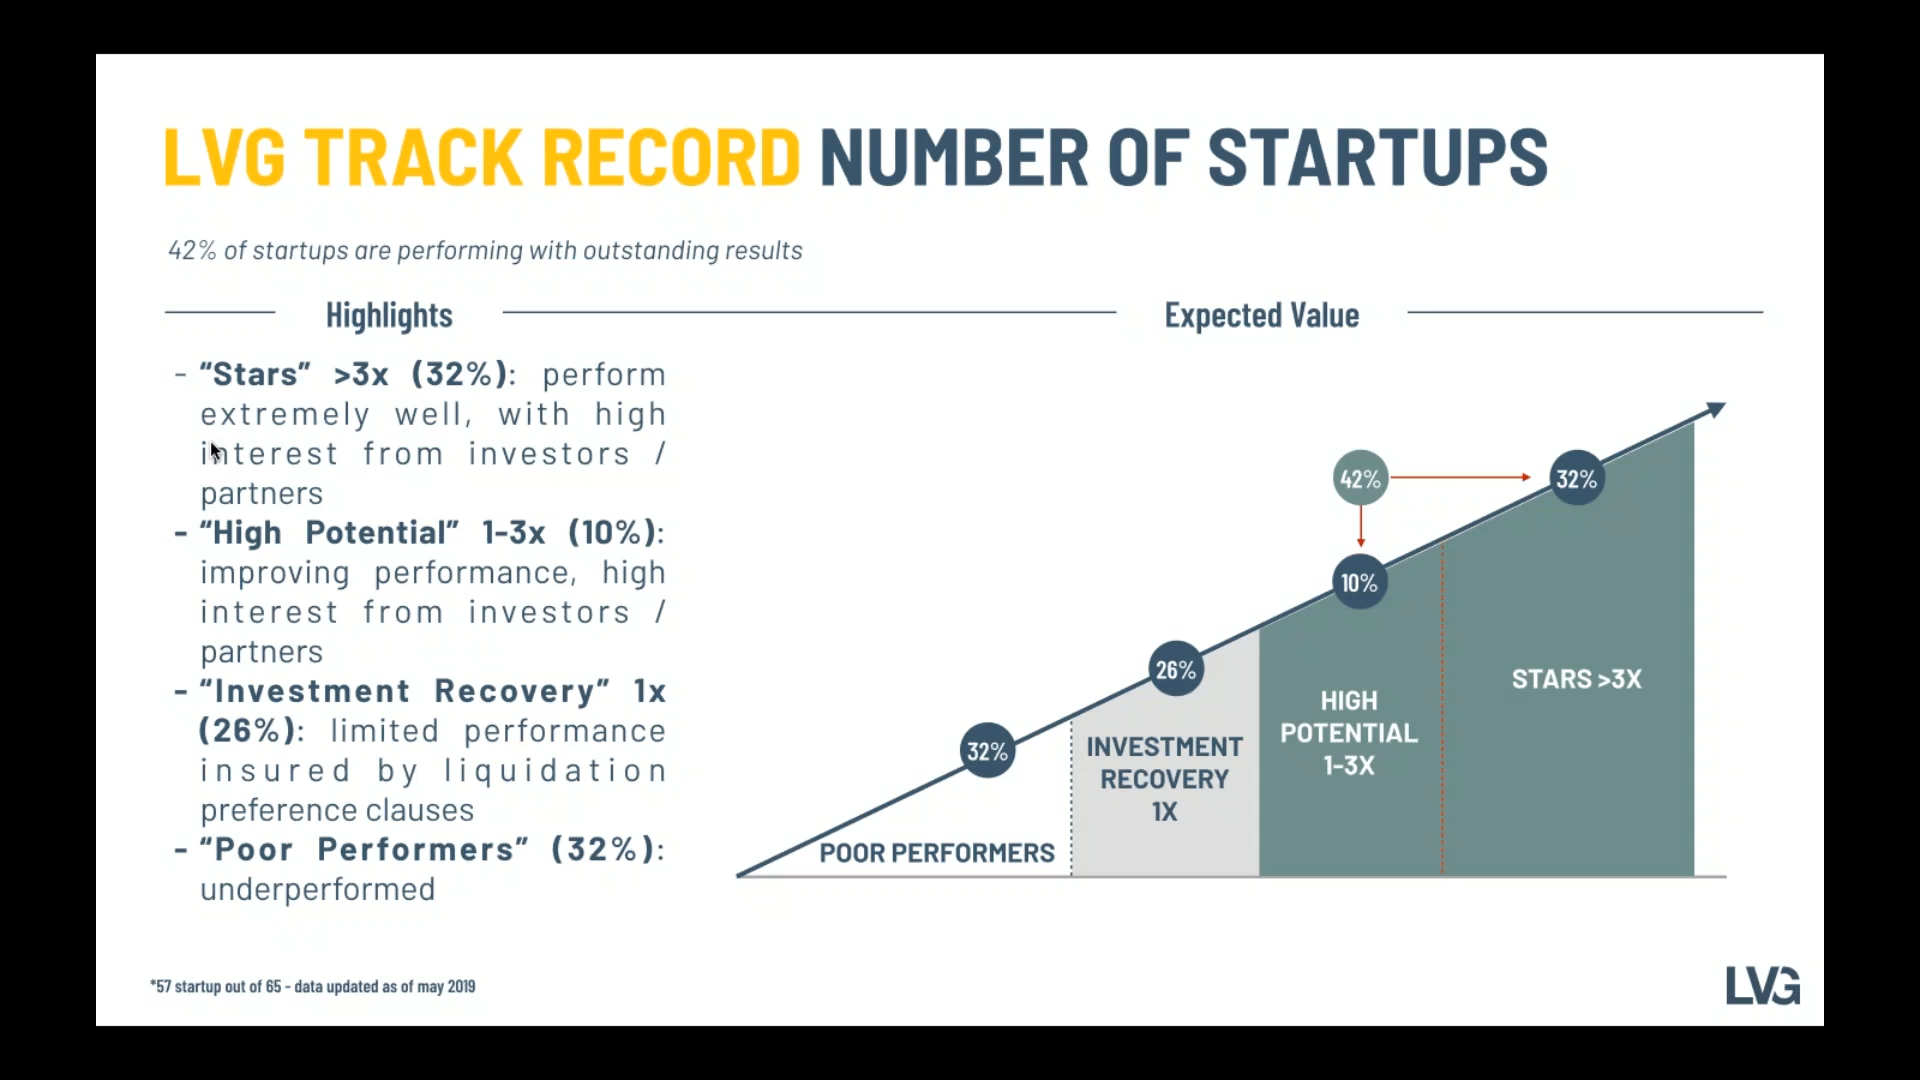 LVG TRACK RECORD NUMBER OF STARTUPS
42% of startups are performing with outstanding results
Highlights
- “Stars” >3x (32%): perform
extremely well, with high
interest from investors /
partners
- “High Potential” 1-3x (10%):
improving performance, high
interest from investors /
partners
- “Investment Recovery” 1x
(26%): limited performance
insured by liquidation
preference clauses
- “Poor Performers” (32%):
underperformed
Expected Value
42%
32%
10%
26%
32%
STARS >3X
HIGH
POTENTIAL
1-3X
INVESTMENT
RECOVERY
1X
POOR PERFORMERS
*57 startup out of 65 - data updated as of may 2019
LVG